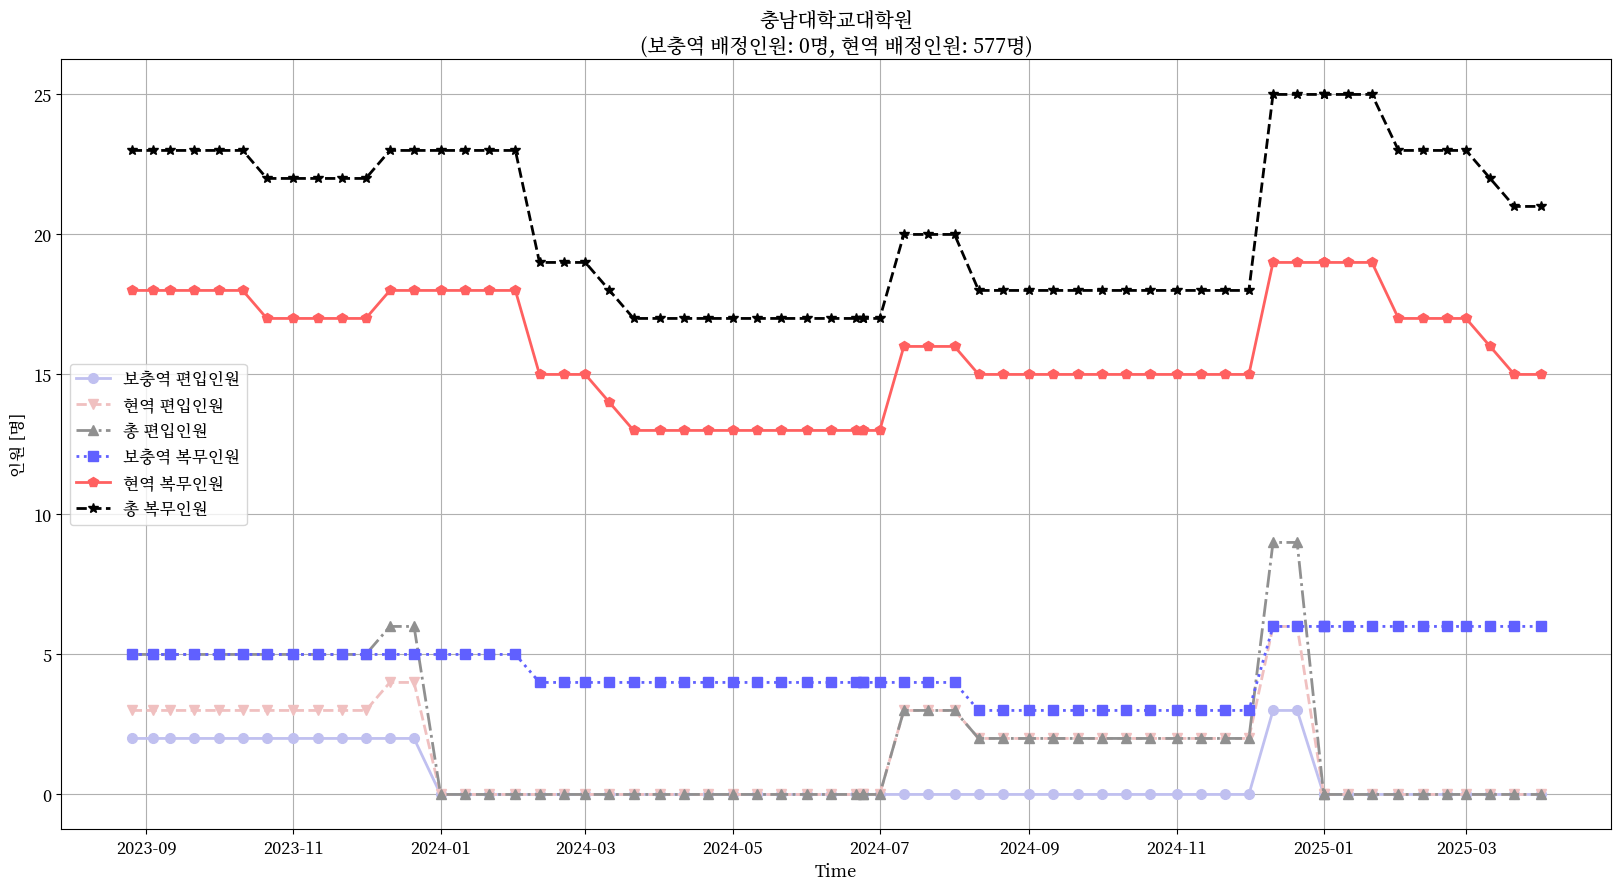 충남대학교대학원
(보충역 배정인원: 0명, 현역 배정인원: 577명)
25
20
15
10
5
0
인원 [명]
보충역 편입인원
현역 편입인원
총 편입인원
보충역 복무인원
현역 복무인원
총 복무인원
2023-09
2023-11
2024-01
2024-03
2024-05
2024-07
2024-09
2024-11
2025-01
2025-03
Time